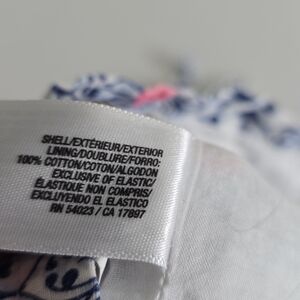 SHELL/EXTÉRIEUR/EXTERIOR
LINING/DOUBLURE/FORRO:
100% COTTON/COTON/ALGODON
EXCLUSIVE OF ELASTIC/
ÉLASTIQUE NON COMPRIS/
EXCLUYENDO EL ELASTICO
RN 54023 / CA 17897